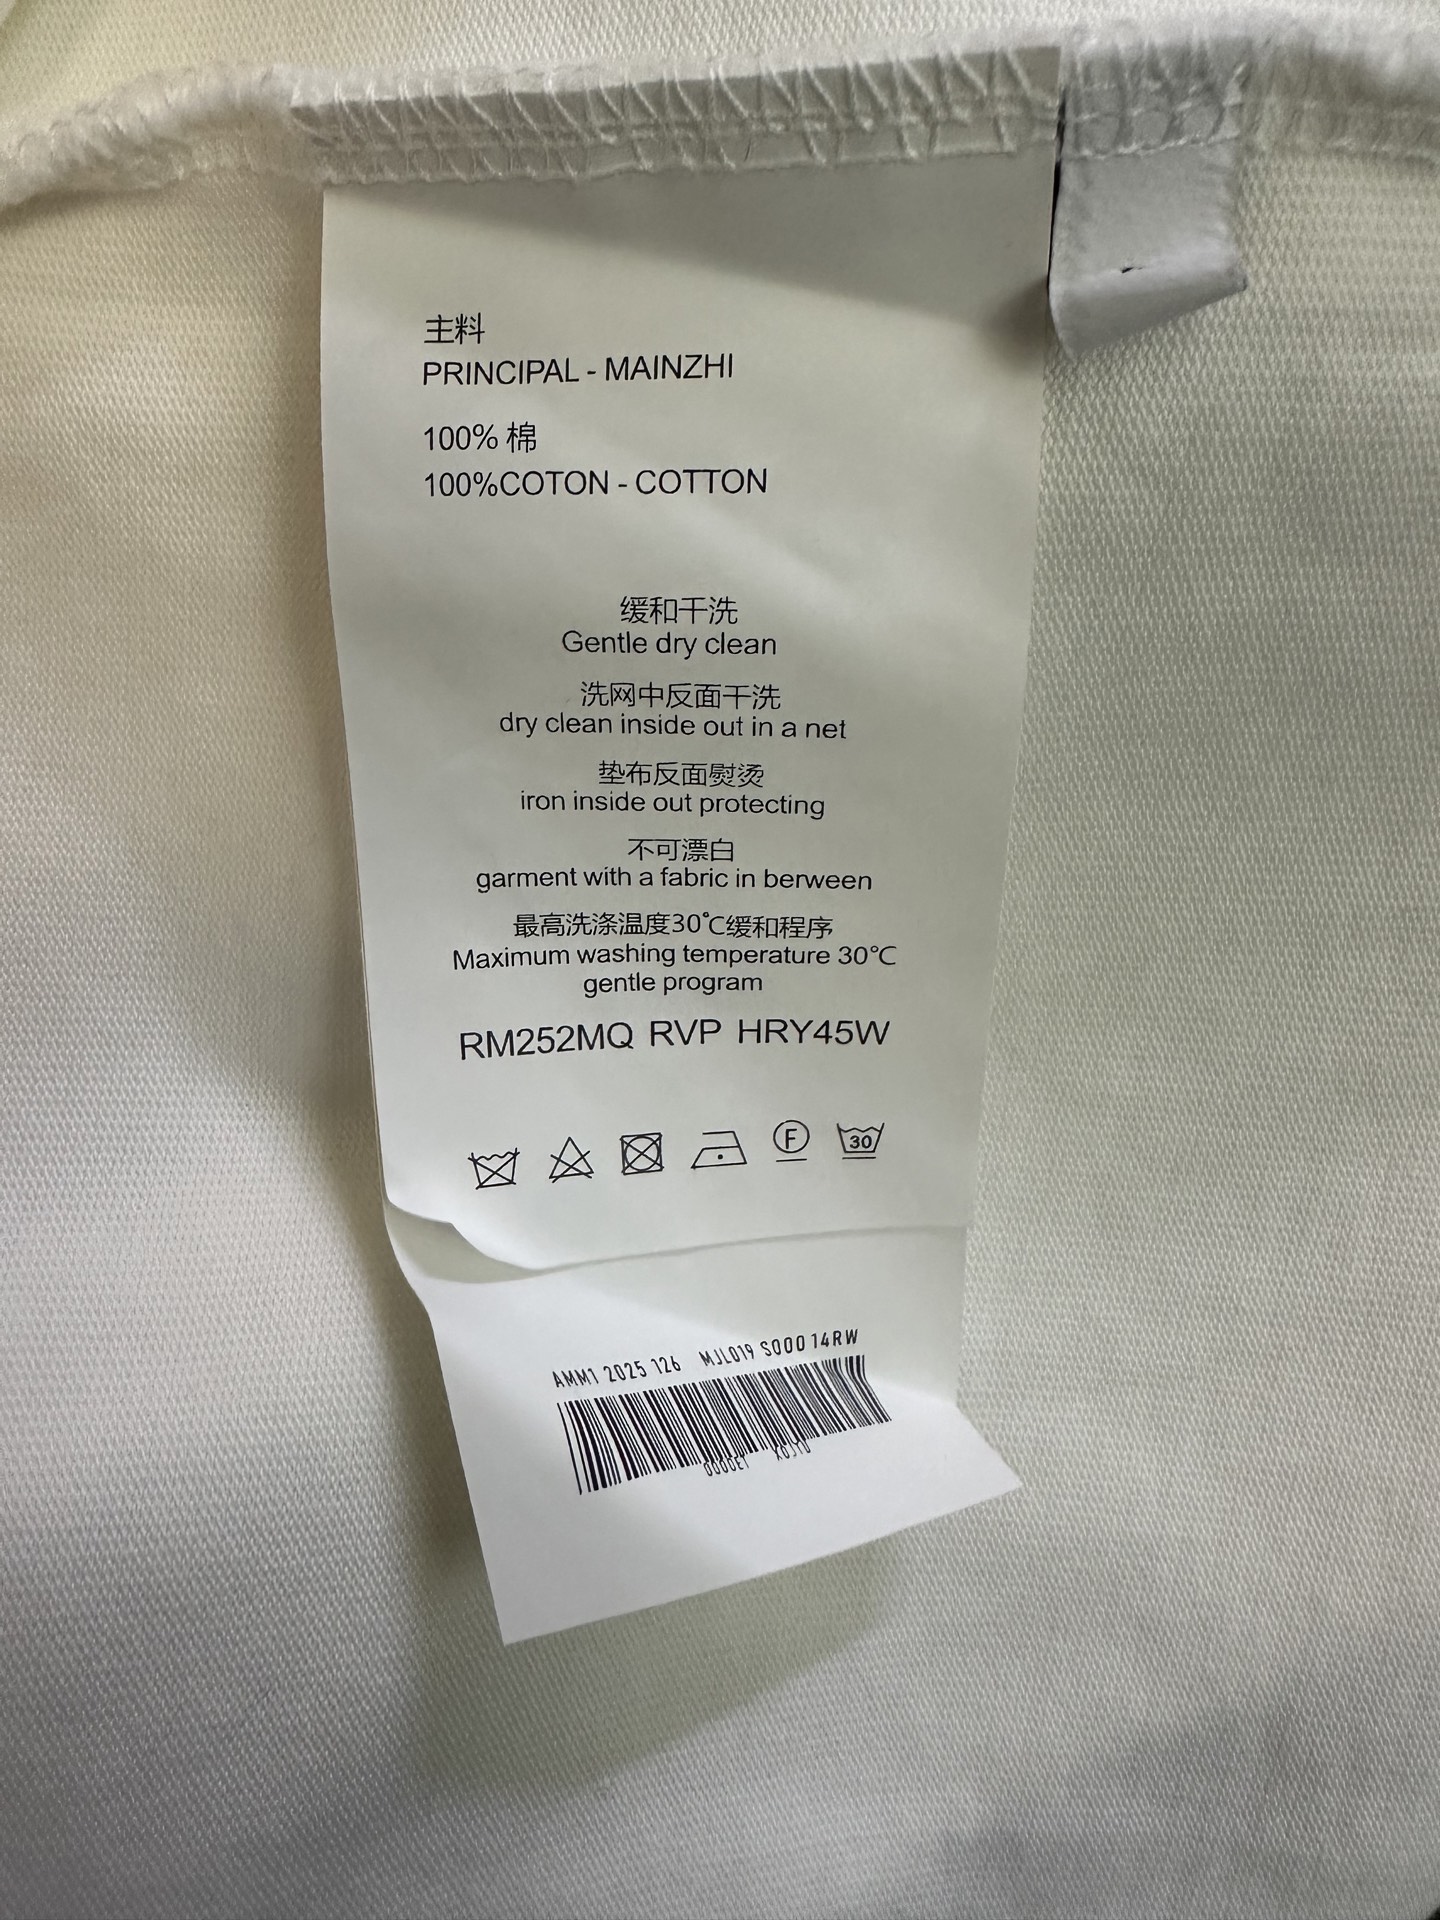 主料
PRINCIPAL - MAINZHI
100% 棉
100%COTON - COTTON
缓和干洗
Gentle dry clean
洗网中反面干洗
dry clean inside out in a net
垫布反面熨烫
iron inside out protecting
不可漂白
garment with a fabric in berween
最高洗涤温度30℃缓和程序
Maximum washing temperature 30℃
gentle program
RM252MQ RVP HRY45W
F
30
AMM1 2025 126 MJL019 S000 14RW